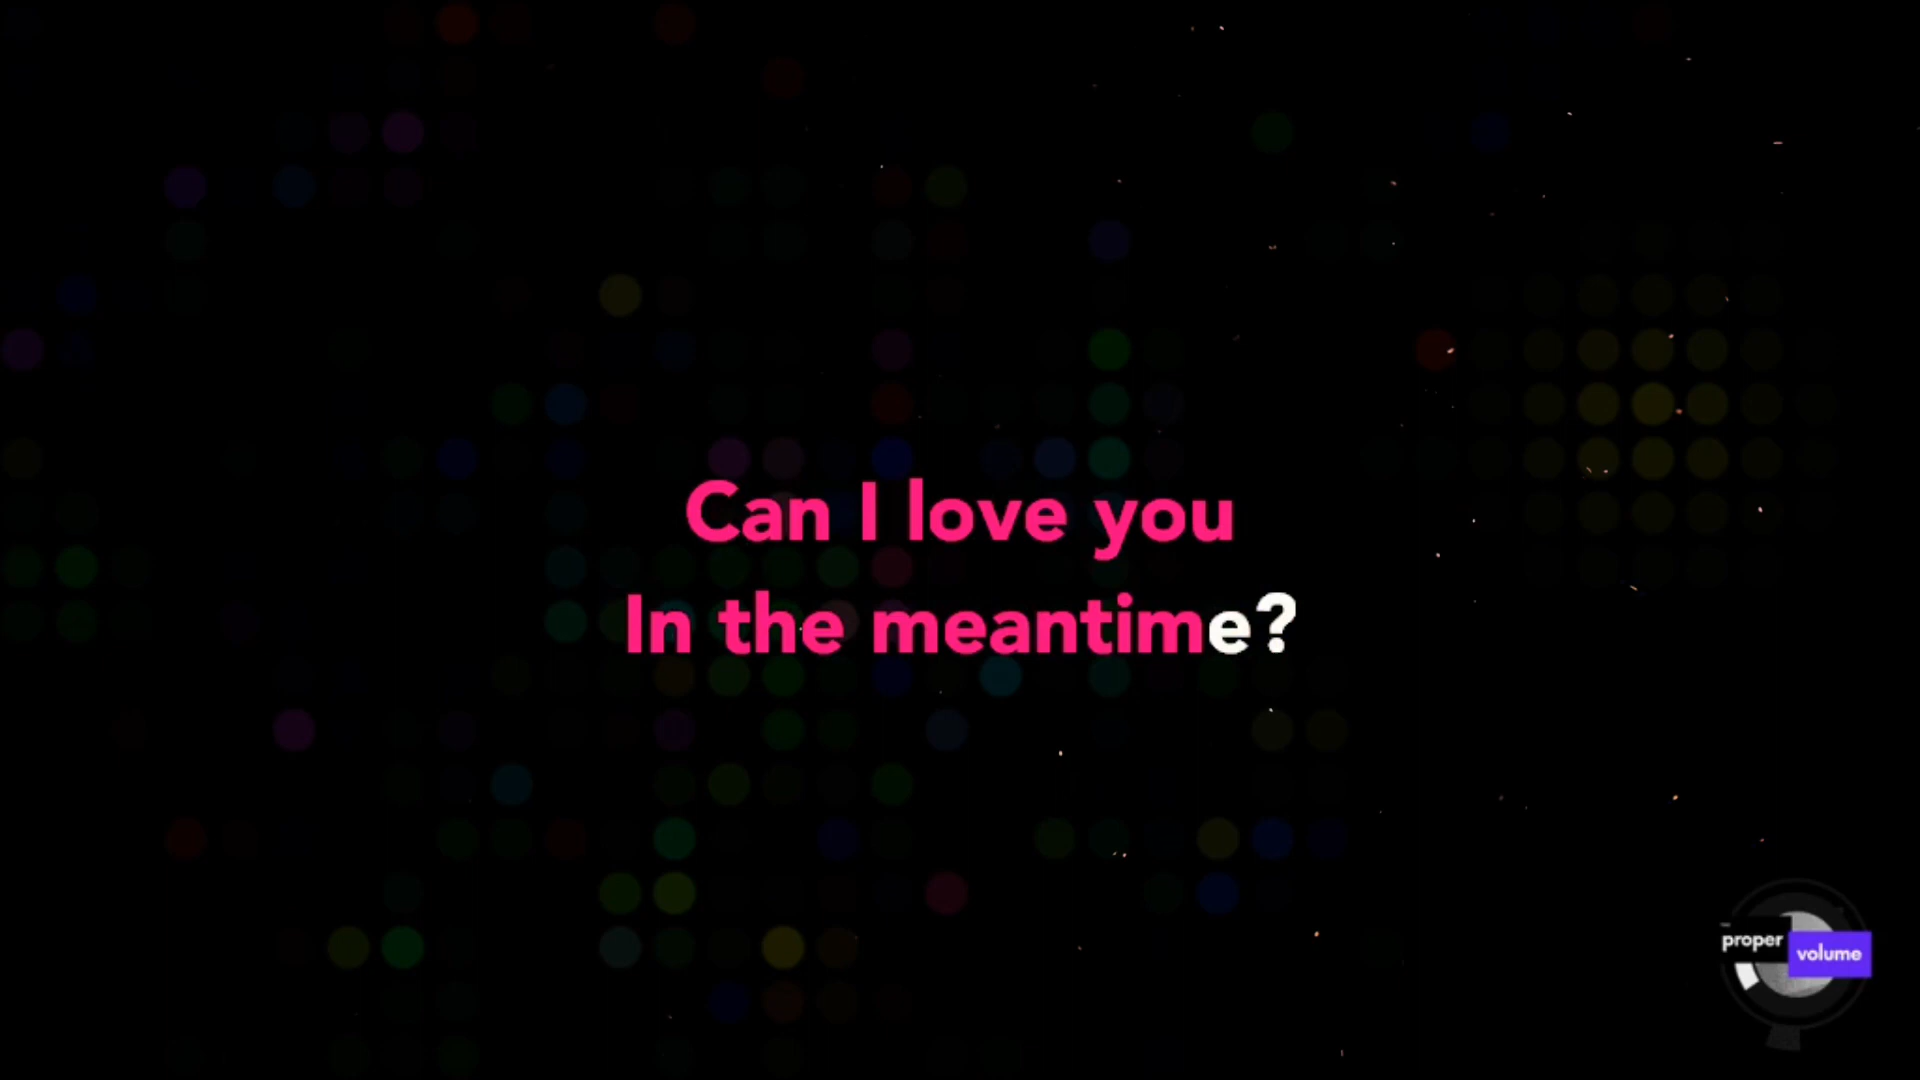 Can I love you
In the meantime?
proper
volume